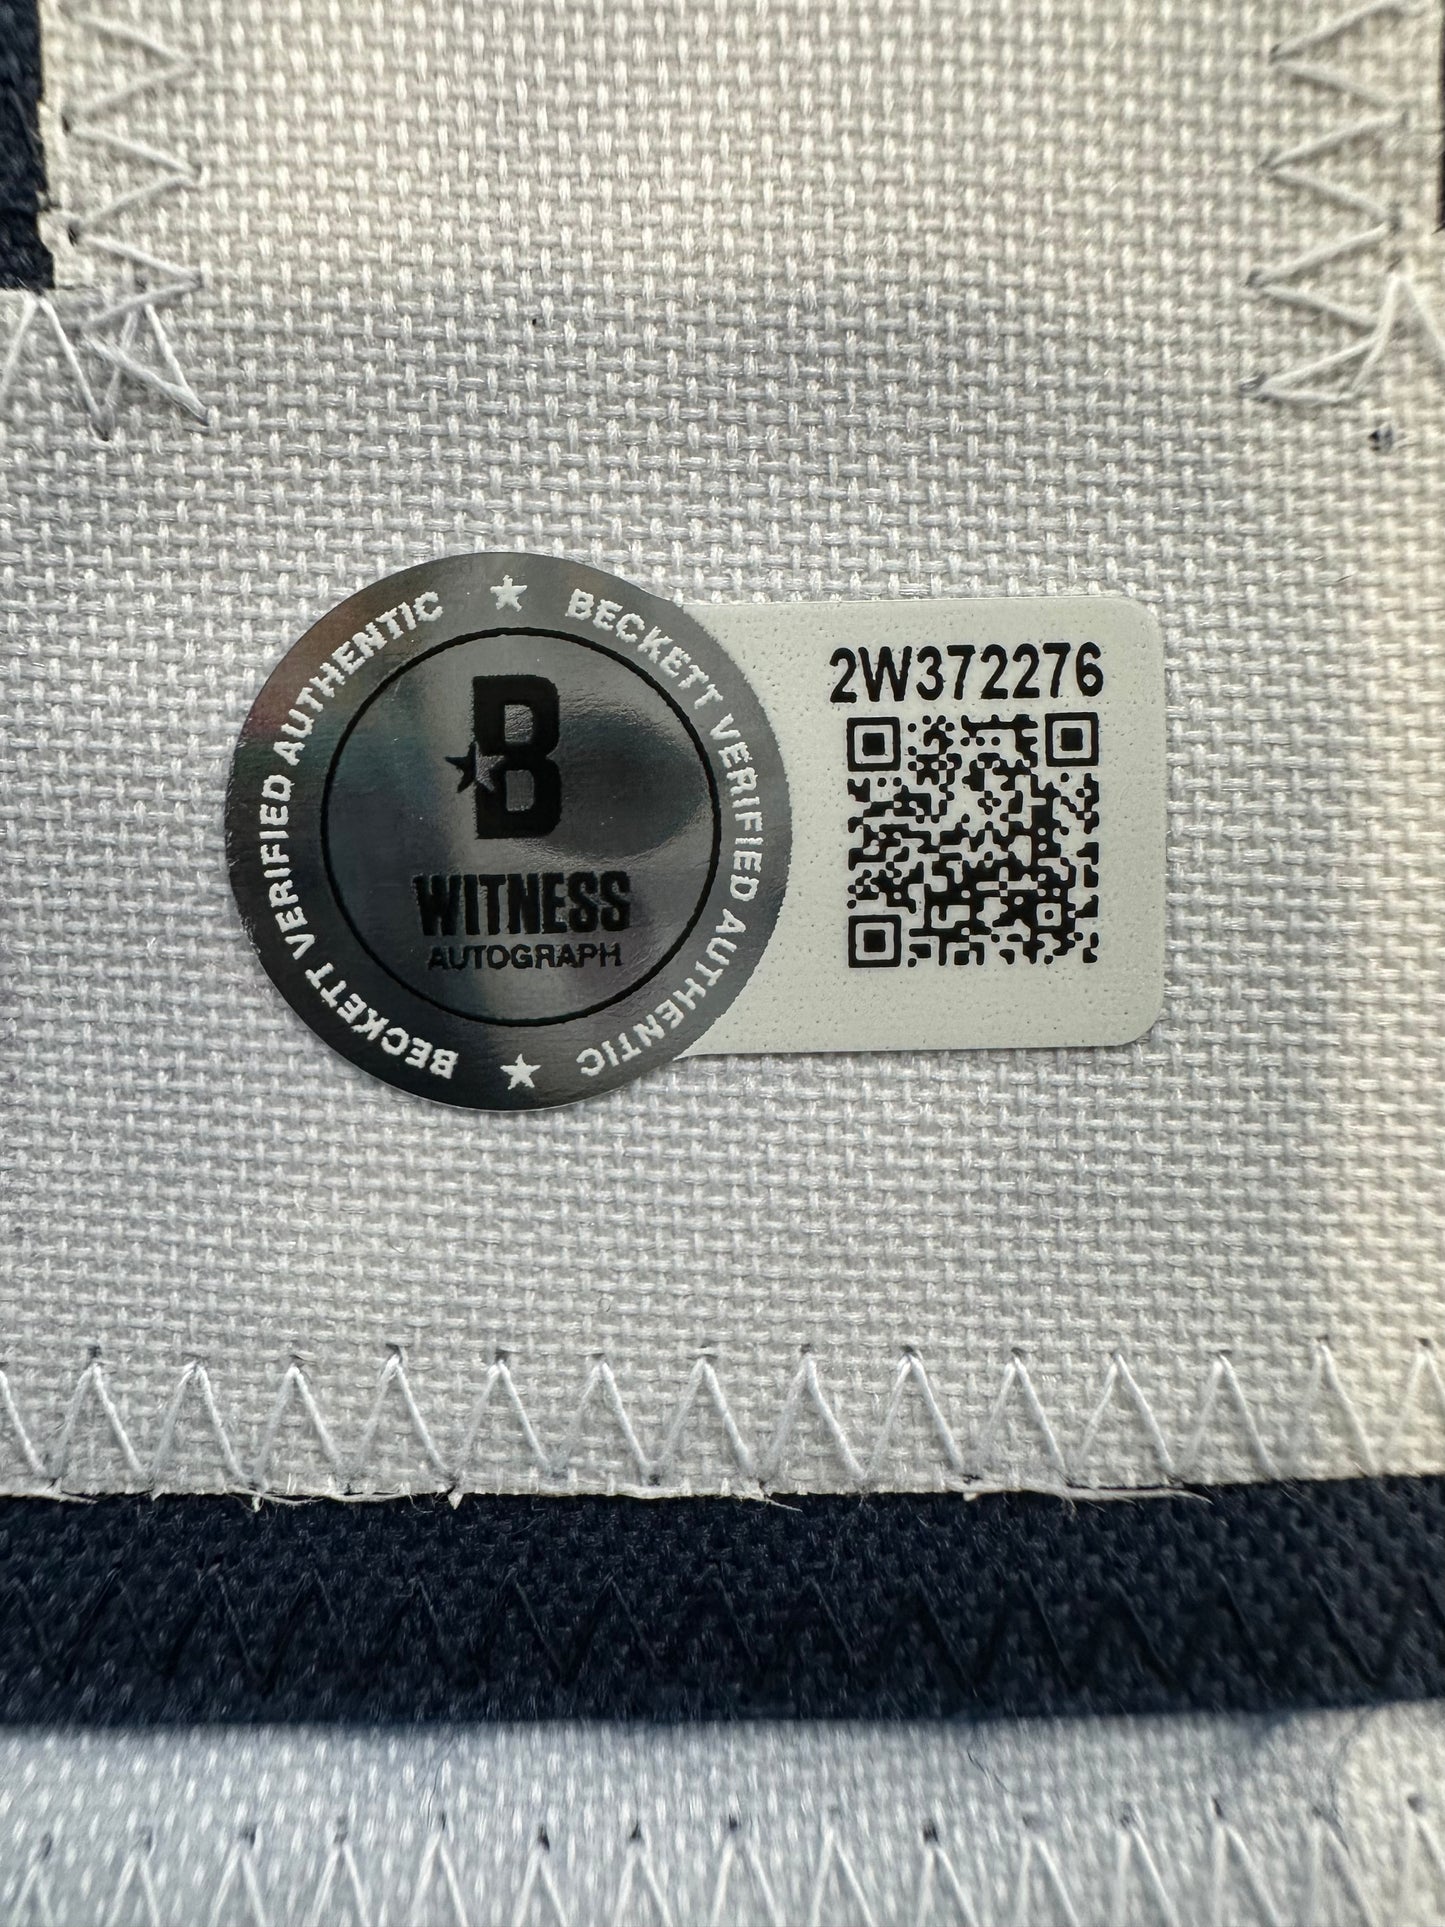 BECKETT VERIFIED AUTHENTIC ★ BECKETT VERIFIED AUTHENTIC ★
B
WITNESS
AUTOGRAPH
2W372276